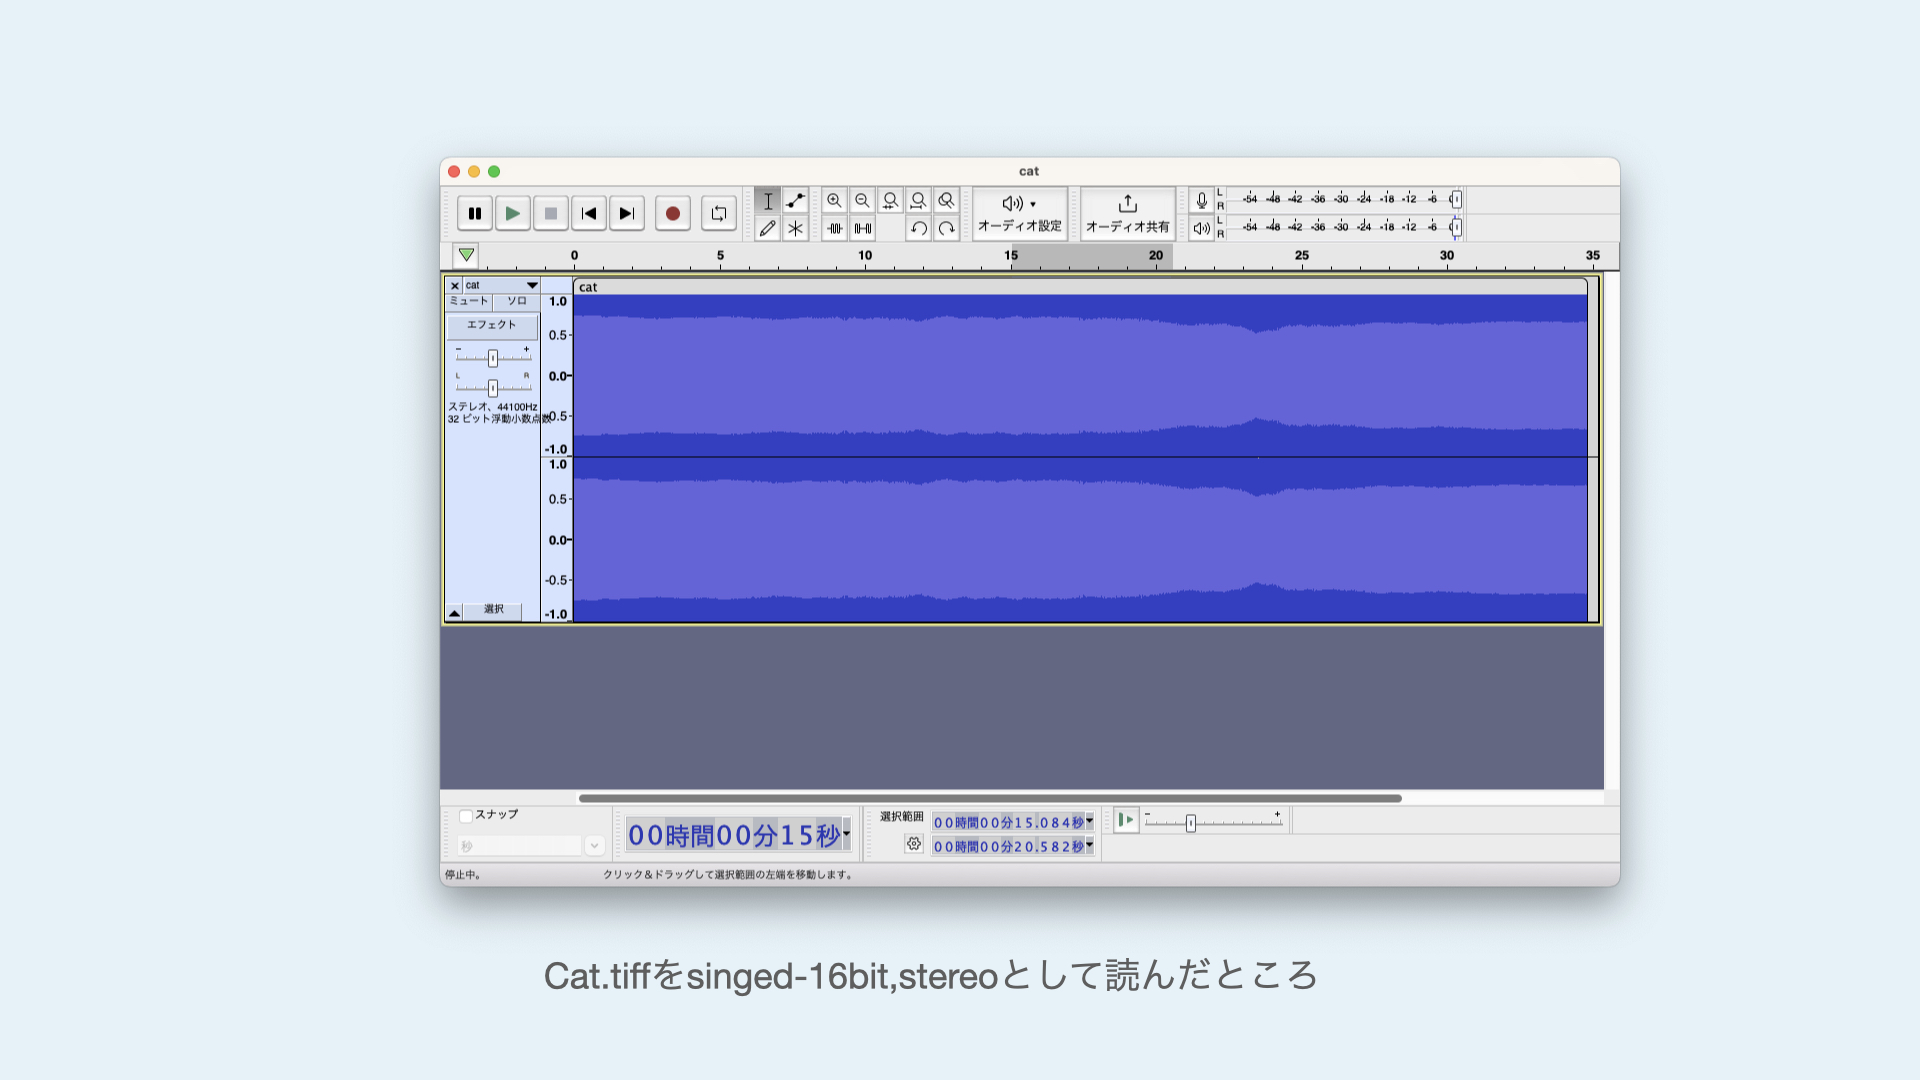 cat
オーディオ設定
オーディオ共有
L
R
-54 -48 -42 -36 -30 -24 -18 -12 -6
L
R
-54 -48 -42 -36 -30 -24 -18 -12 -6
0 5 10 15 20 25 30 35
cat
cat
ミュート ソロ
エフェクト
- +
L R
ステレオ、44100Hz
32 ビット浮動小数点数
1.0
0.5
0.0
-0.5
-1.0
1.0
0.5
0.0
-0.5
-1.0
選択
スナップ
秒
00時間00分15秒
選択範囲
00時間00分15.084秒
00時間00分20.582秒
- +
停止中。
クリック＆ドラッグして選択範囲の左端を移動します。
Cat.tiffをsinged-16bit,stereoとして読んだところ